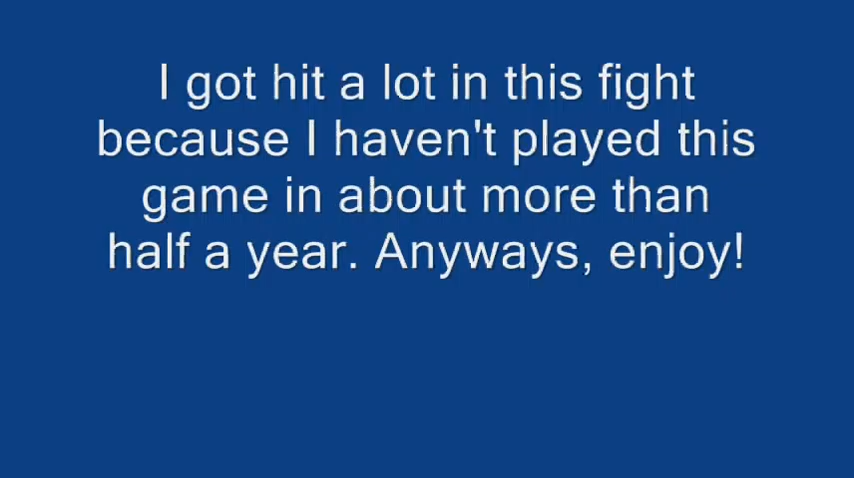 I got hit a lot in this fight
because I haven't played this
game in about more than
half a year. Anyways, enjoy!